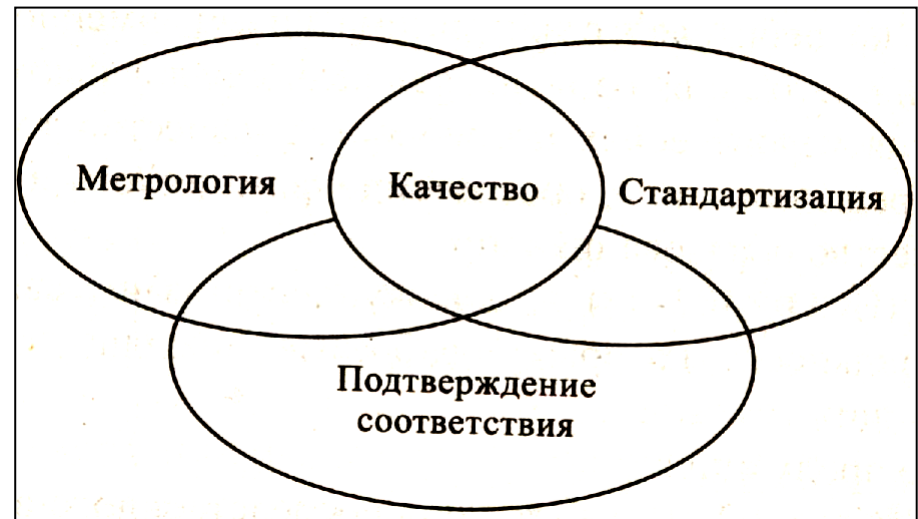 Метрология
Качество
Стандартизация
Подтверждение
соответствия